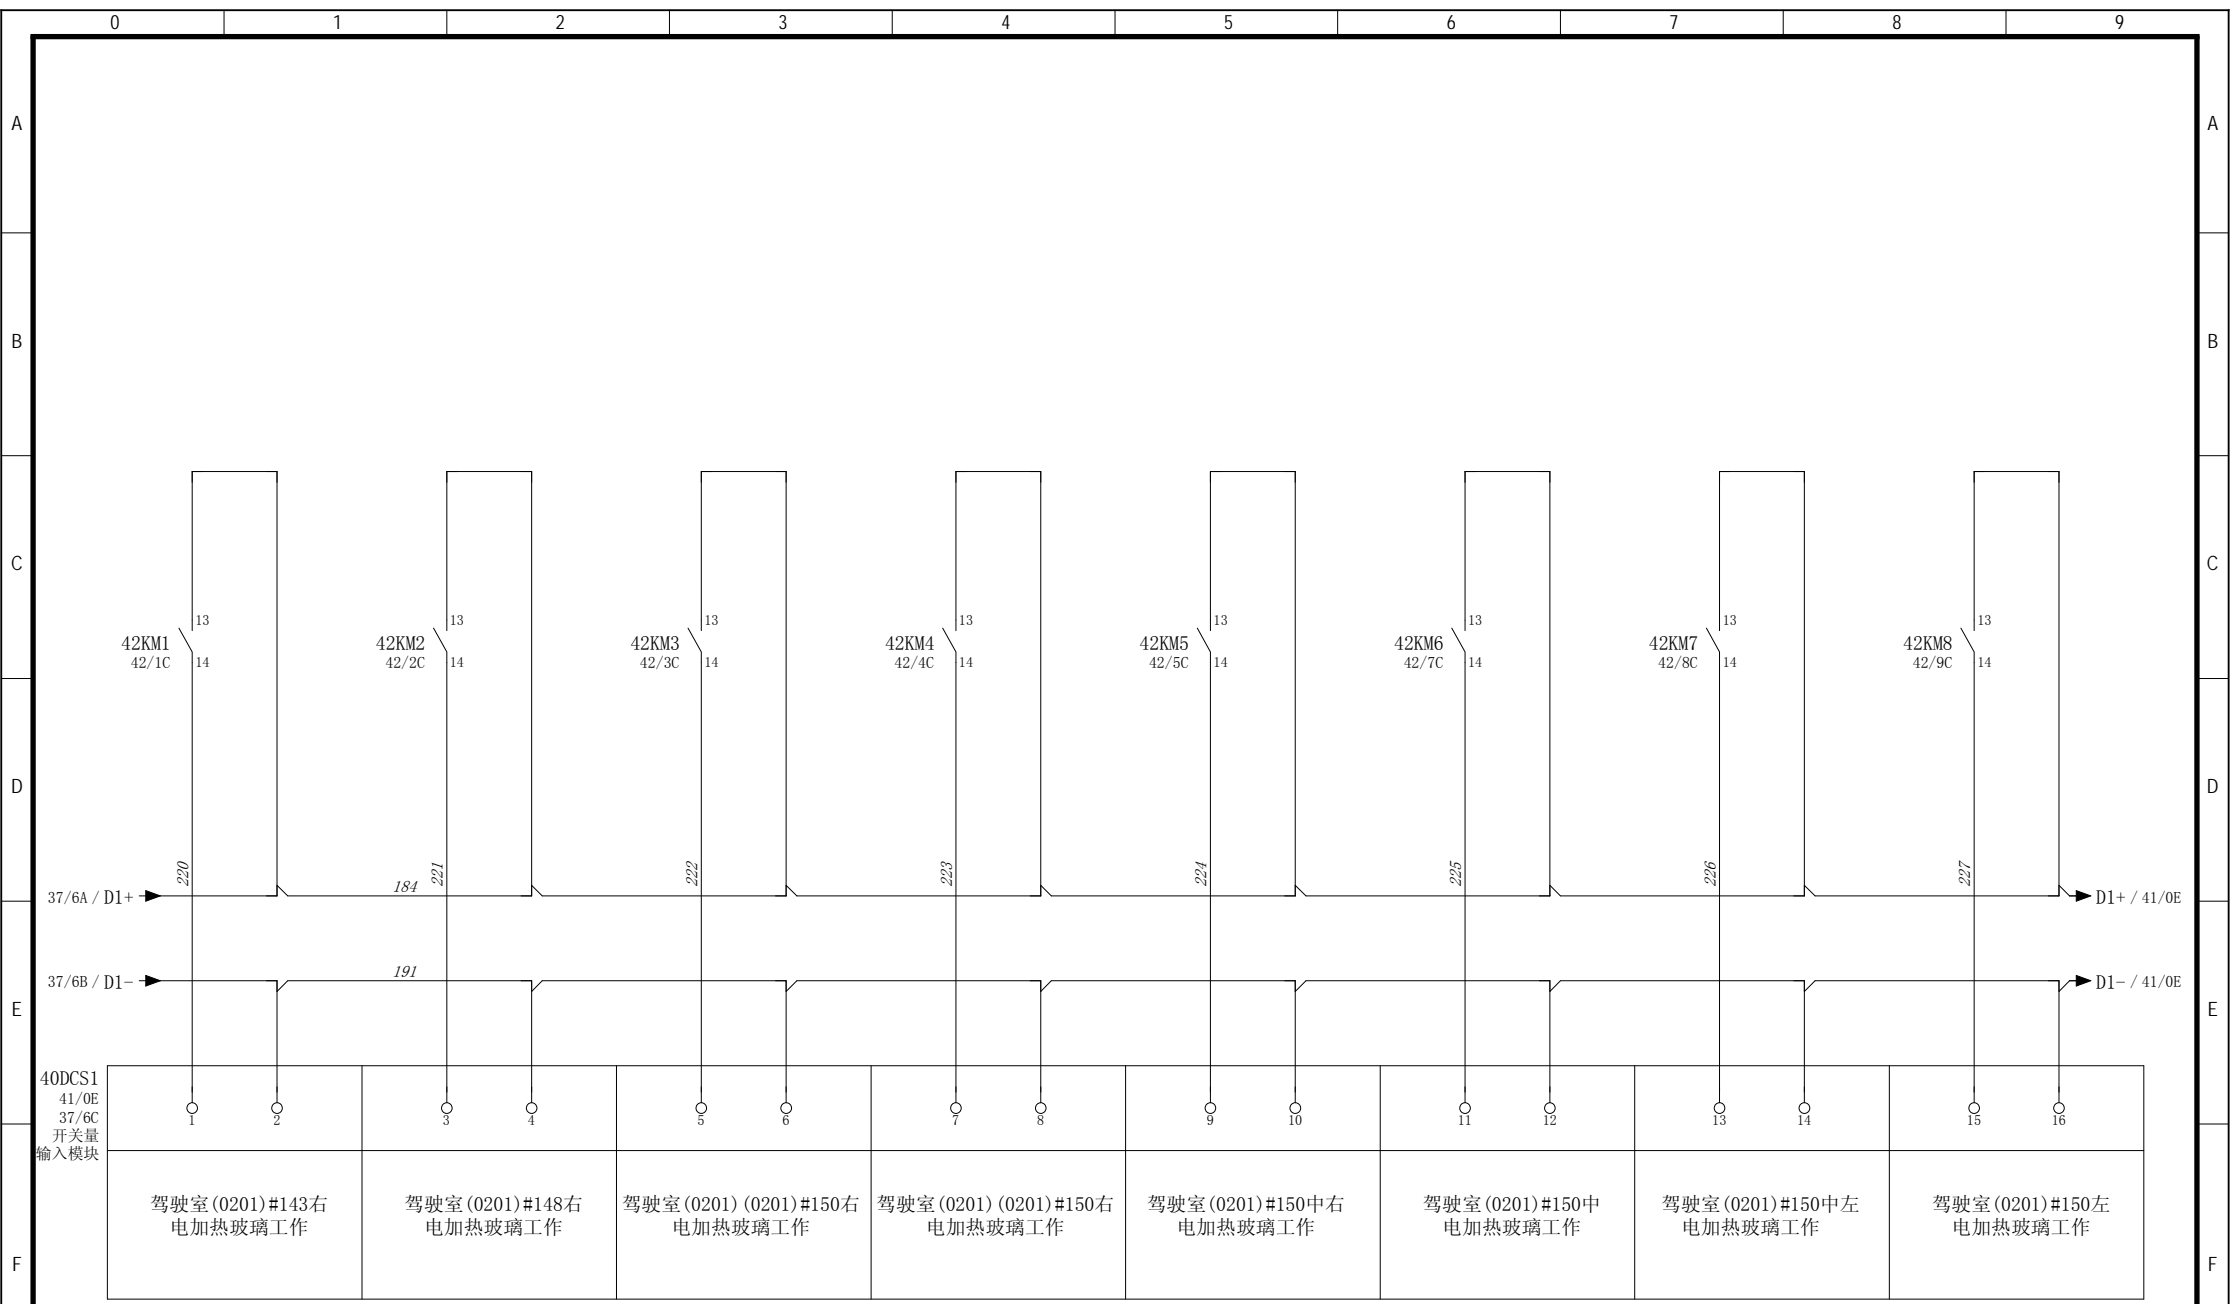 0 1 2 3 4 5 6 7 8 9
A A
B B
C C
13 13 13 13 13 13 13 13
42KM1 42KM2 42KM3 42KM4 42KM5 42KM6 42KM7 42KM8
42/1C 14 42/2C 14 42/3C 14 42/4C 14 42/5C 14 42/7C 14 42/8C 14 42/9C 14
D D
220 221 222 223 224 225 226 227
37/6A / D1+ 184 D1+ / 41/0E
37/6B / D1- 191 D1- / 41/0E
E E
40DCS1
41/0E
37/6C
开关量
输入模块
1 2 3 4 5 6 7 8 9 10 11 12 13 14 15 16
驾驶室(0201)#143右
电加热玻璃工作
驾驶室(0201)#148右
电加热玻璃工作
驾驶室(0201)(0201)#150右
电加热玻璃工作
驾驶室(0201)(0201)#150右
电加热玻璃工作
驾驶室(0201)#150中右
电加热玻璃工作
驾驶室(0201)#150中
电加热玻璃工作
驾驶室(0201)#150中左
电加热玻璃工作
驾驶室(0201)#150左
电加热玻璃工作
F F